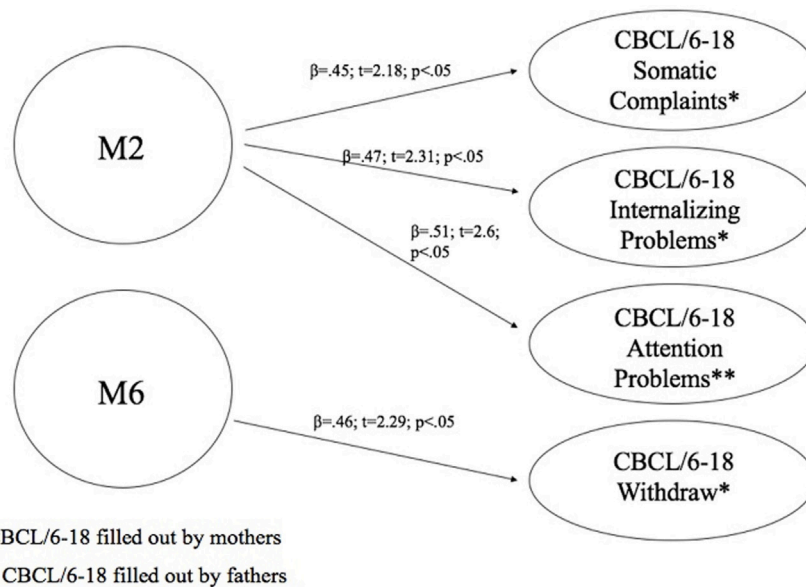 M2
β=.45; t=2.18; p<.05
CBCL/6-18
Somatic
Complaints*
β=.47; t=2.31; p<.05
CBCL/6-18
Internalizing
Problems*
β=.51; t=2.6;
p<.05
CBCL/6-18
Attention
Problems**
M6
β=.46; t=2.29; p<.05
CBCL/6-18
Withdraw*
BCL/6-18 filled out by mothers
CBCL/6-18 filled out by fathers